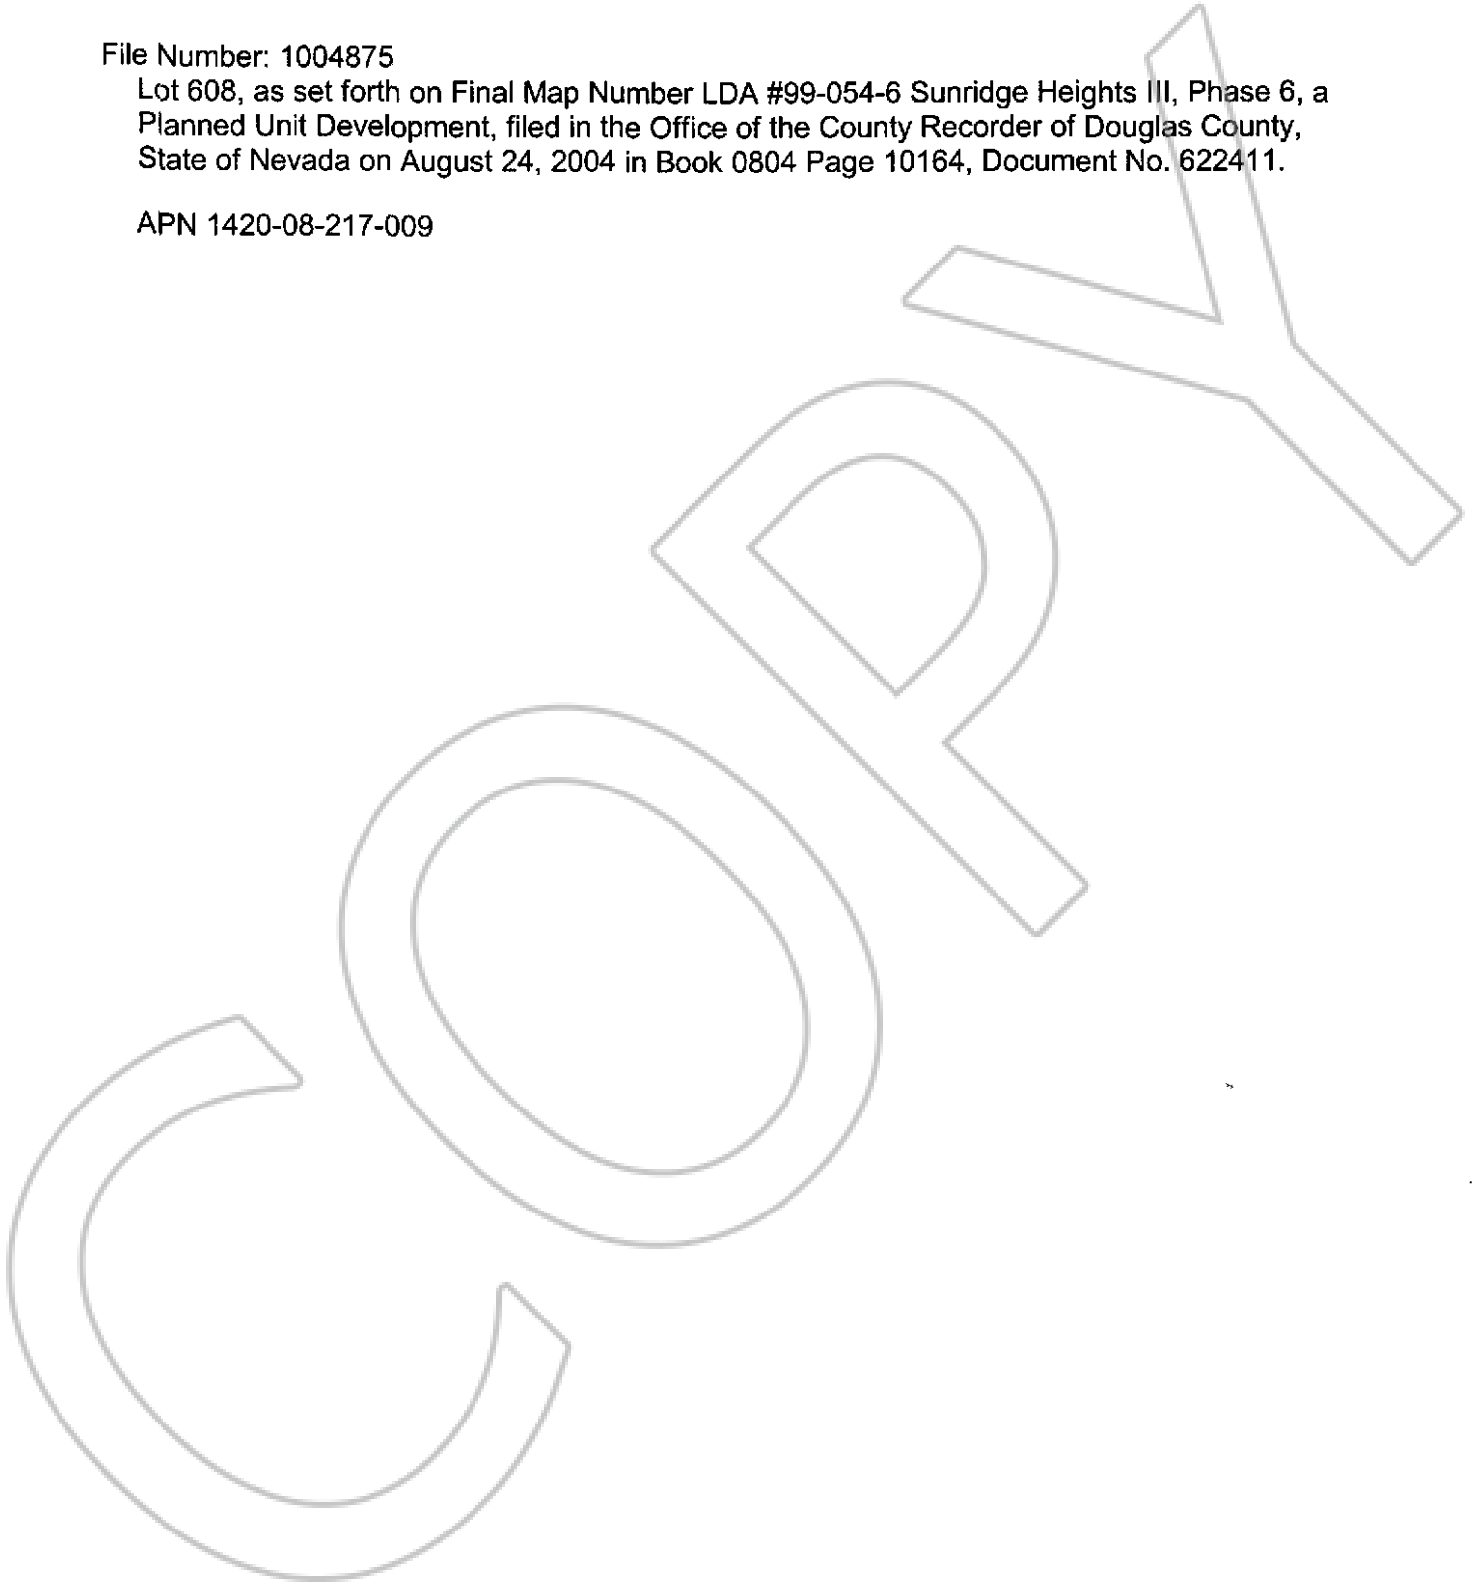 File Number: 1004875
Lot 608, as set forth on Final Map Number LDA #99-054-6 Sunridge Heights III, Phase 6, a
Planned Unit Development, filed in the Office of the County Recorder of Douglas County,
State of Nevada on August 24, 2004 in Book 0804 Page 10164, Document No. 622411.
APN 1420-08-217-009
COPY